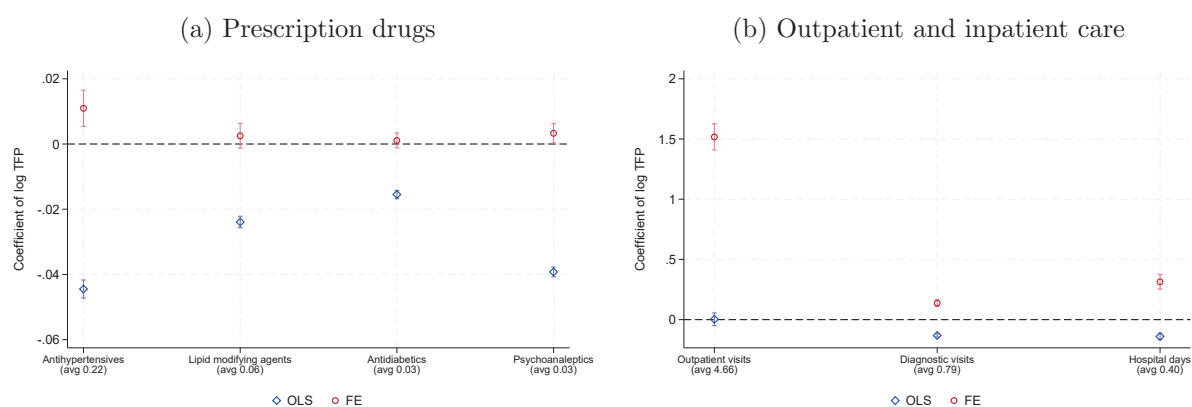 (a) Prescription drugs
Coefficient of log TFP
.02
0
-.02
-.04
-.06
Antihypertensives
(avg 0.22)
Lipid modifying agents
(avg 0.06)
Antidiabetics
(avg 0.03)
Psychoanaleptics
(avg 0.03)
OLS FE
(b) Outpatient and inpatient care
Coefficient of log TFP
2
1.5
1
.5
0
Outpatient visits
(avg 4.66)
Diagnostic visits
(avg 0.79)
Hospital days
(avg 0.40)
OLS FE